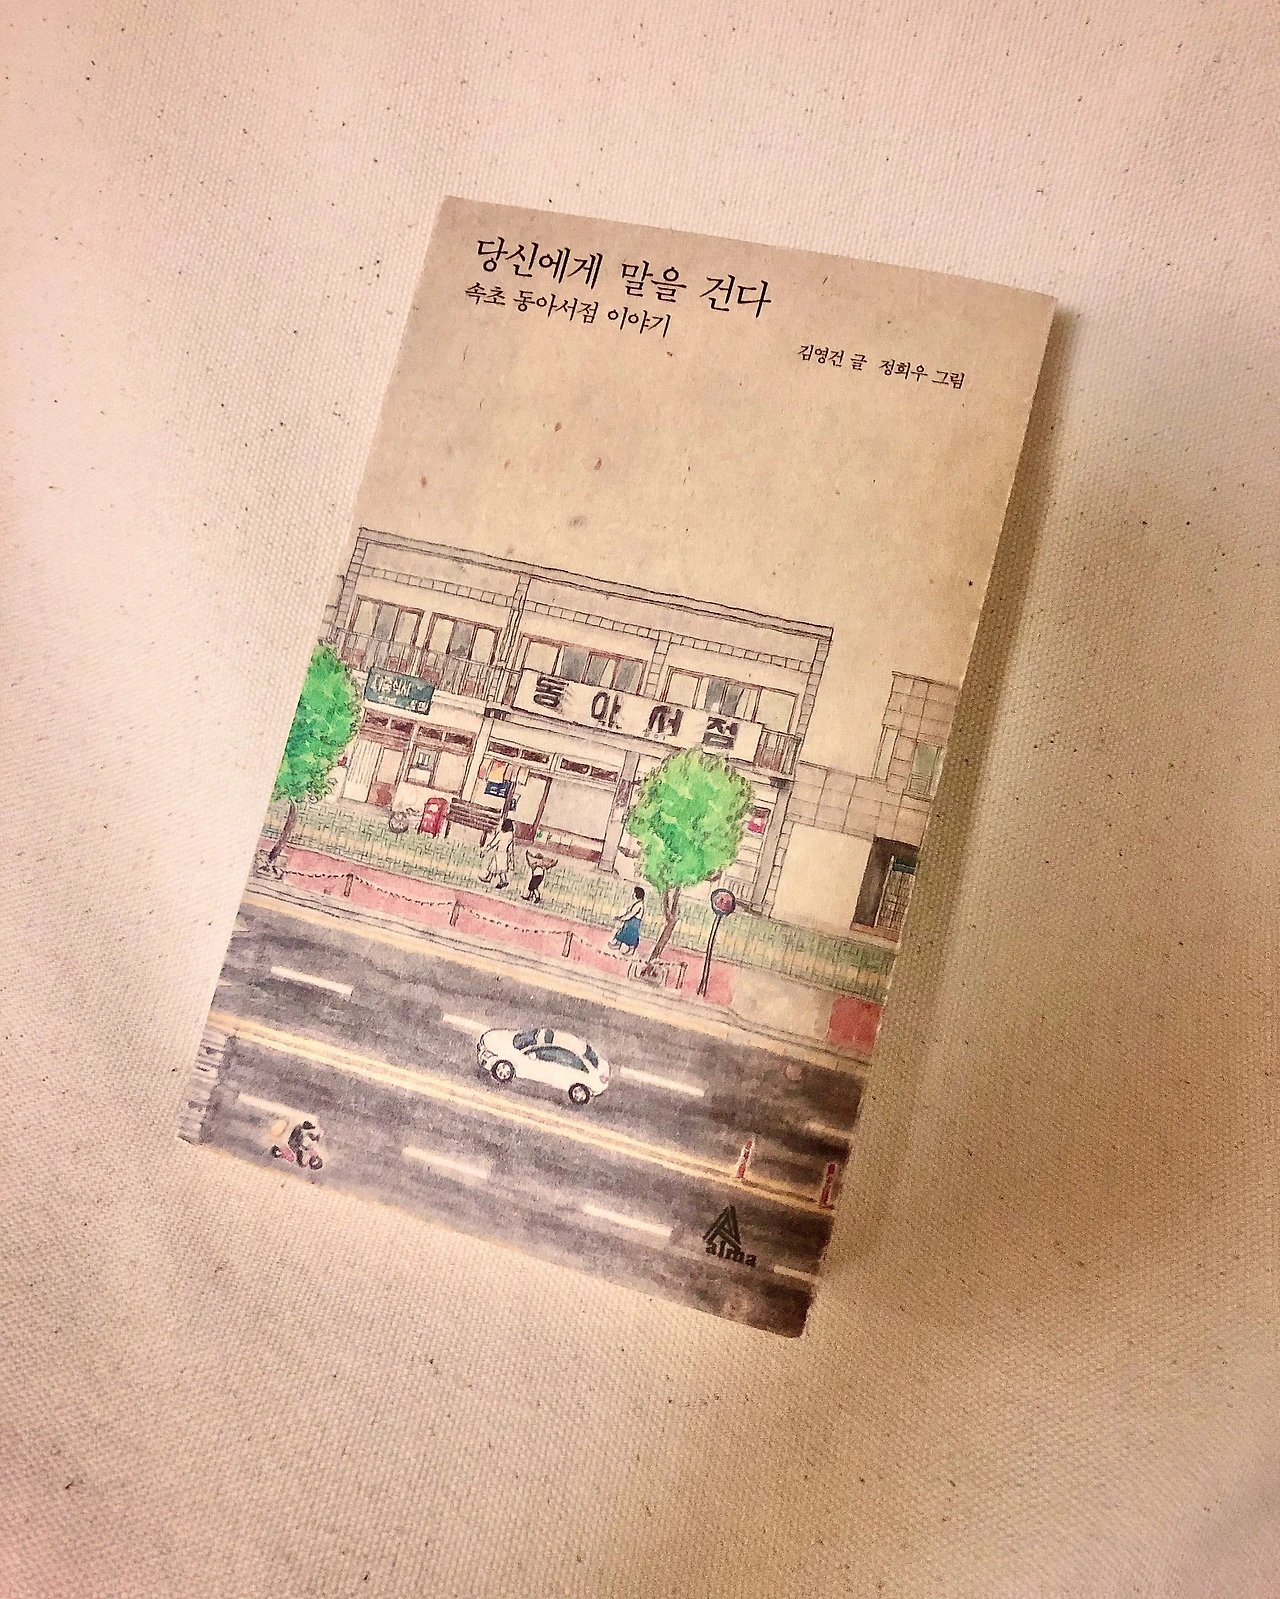 당신에게 말을 건다
속초 동아서점 이야기
김영건 글 정희우 그림
동아서점
alma